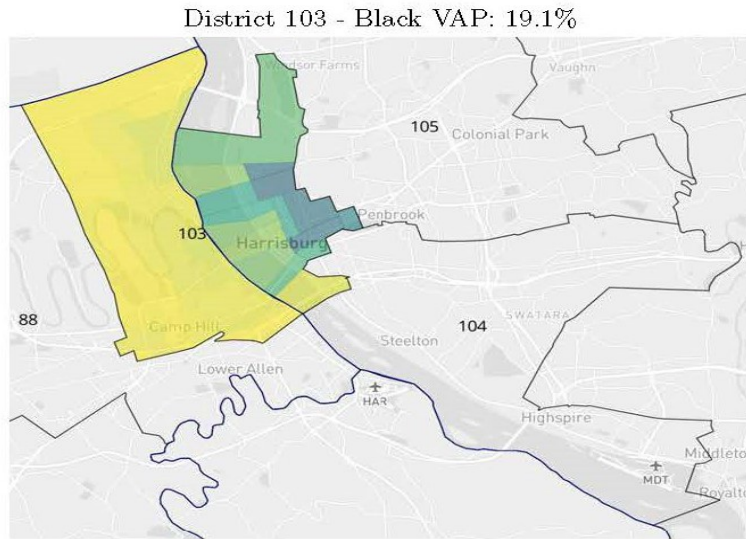 District 103 - Black VAP: 19.1%
Windsor Farms
Vaughn
105
Colonial Park
Penbrook
103
Harrisburg
88
Camp Hill
104
SWATARA
Steelton
Lower Allen
HAR
Highspire
Middleto
MDT
Royalto